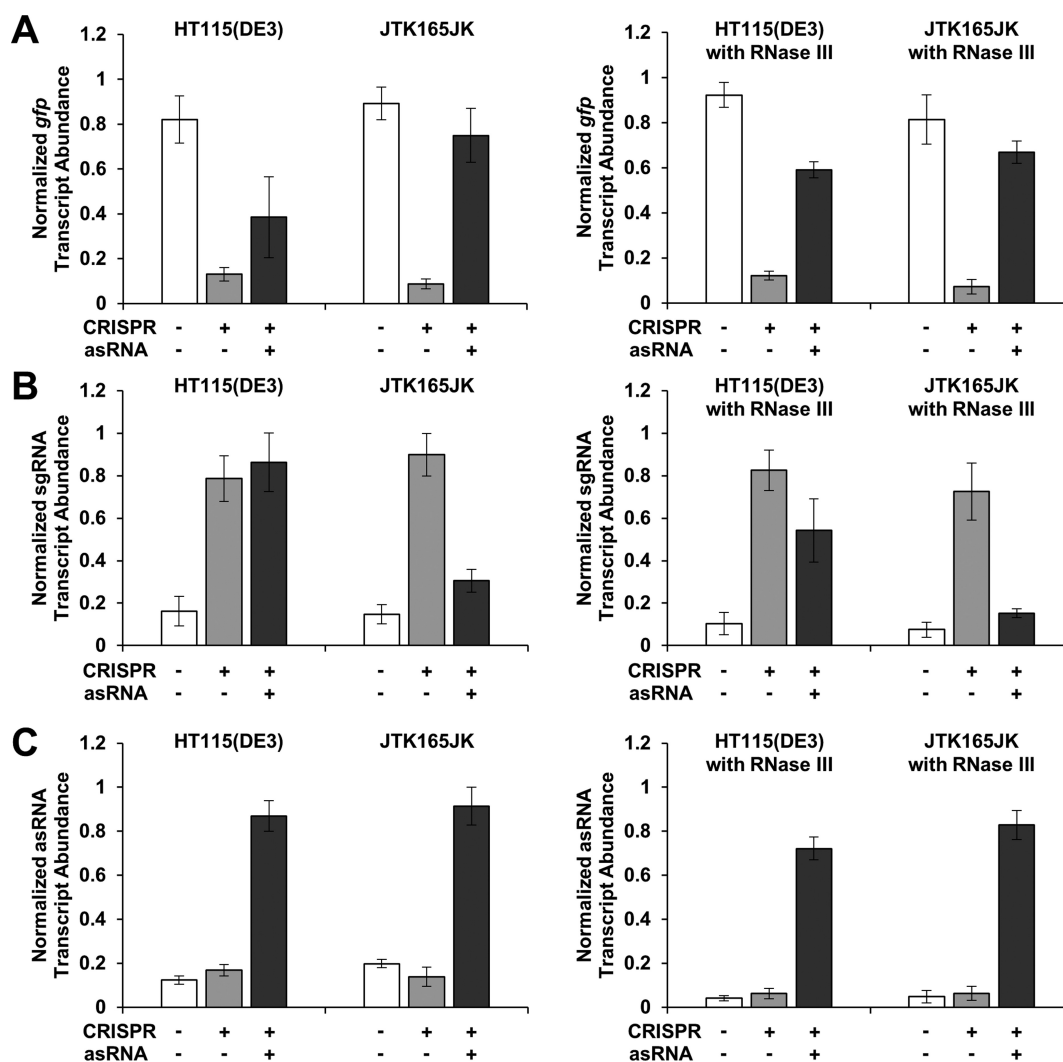 A
HT115(DE3)
JTK165JK
Normalized gfp
Transcript Abundance
1.2
1
0.8
0.6
0.4
0.2
0
CRISPR - + + - + +
asRNA - - + - - +
HT115(DE3)
with RNase III
JTK165JK
with RNase III
Normalized gfp
Transcript Abundance
1.2
1
0.8
0.6
0.4
0.2
0
CRISPR - + + - + +
asRNA - - + - - +
B
HT115(DE3)
JTK165JK
Normalized sgRNA
Transcript Abundance
1.2
1
0.8
0.6
0.4
0.2
0
CRISPR - + + - + +
asRNA - - + - - +
HT115(DE3)
with RNase III
JTK165JK
with RNase III
Normalized sgRNA
Transcript Abundance
1.2
1
0.8
0.6
0.4
0.2
0
CRISPR - + + - + +
asRNA - - + - - +
C
HT115(DE3)
JTK165JK
Normalized asRNA
Transcript Abundance
1.2
1
0.8
0.6
0.4
0.2
0
CRISPR - + + - + +
asRNA - - + - - +
HT115(DE3)
with RNase III
JTK165JK
with RNase III
Normalized asRNA
Transcript Abundance
1.2
1
0.8
0.6
0.4
0.2
0
CRISPR - + + - + +
asRNA - - + - - +